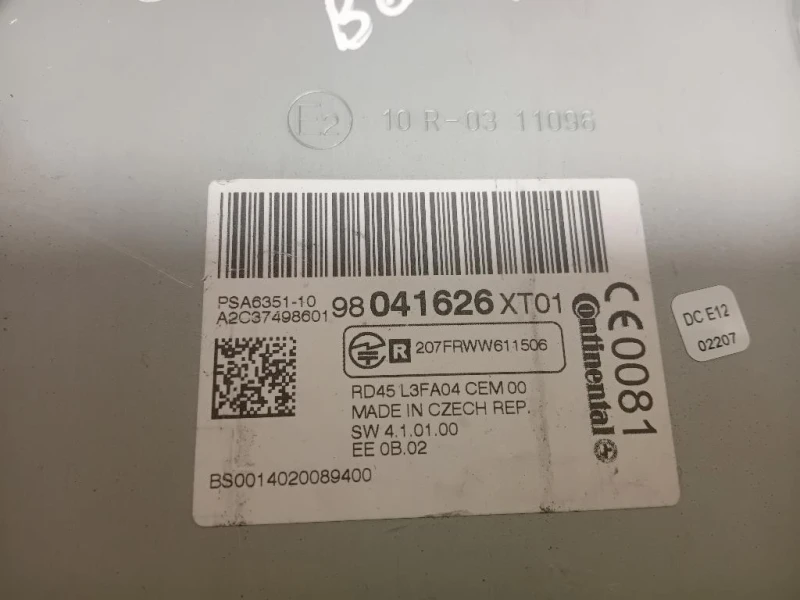 E2 10 R-03 11096
PSA6351-10
A2C37498601
98 041626 XT01
R 207FRWW611506
RD45 L3FA04 CEM 00
MADE IN CZECH REP.
SW 4.1.01.00
EE 0B.02
BS0014020089400
Continental
CE0081
DC E12
02207